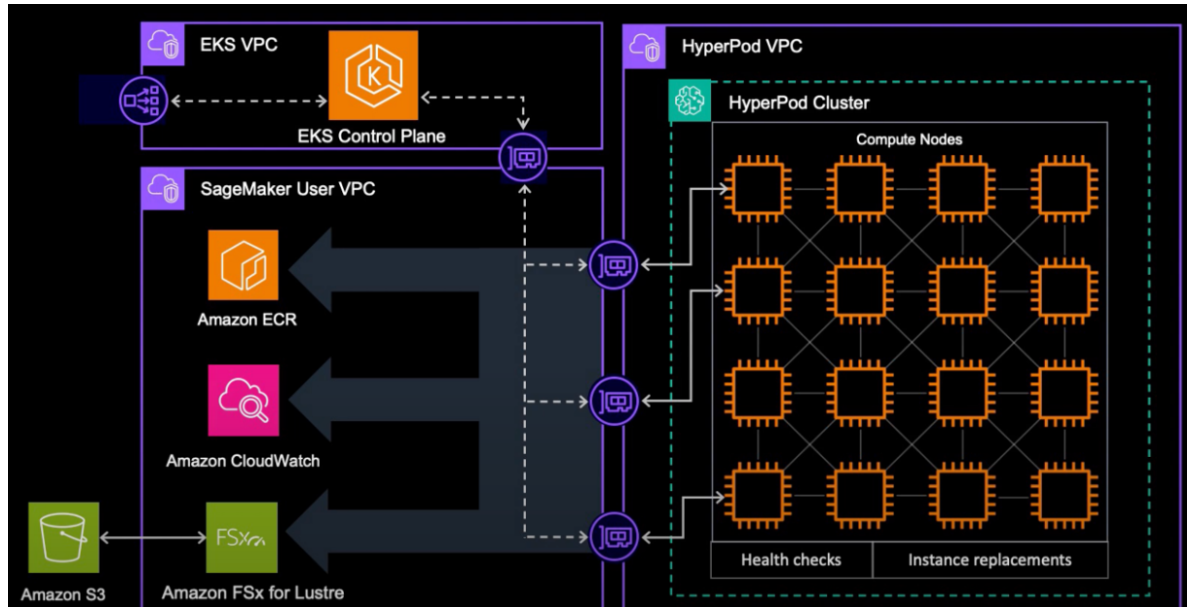 EKS VPC
EKS Control Plane
SageMaker User VPC
Amazon ECR
Amazon CloudWatch
FSx
Amazon FSx for Lustre
Amazon S3
HyperPod VPC
HyperPod Cluster
Compute Nodes
Health checks
Instance replacements
K